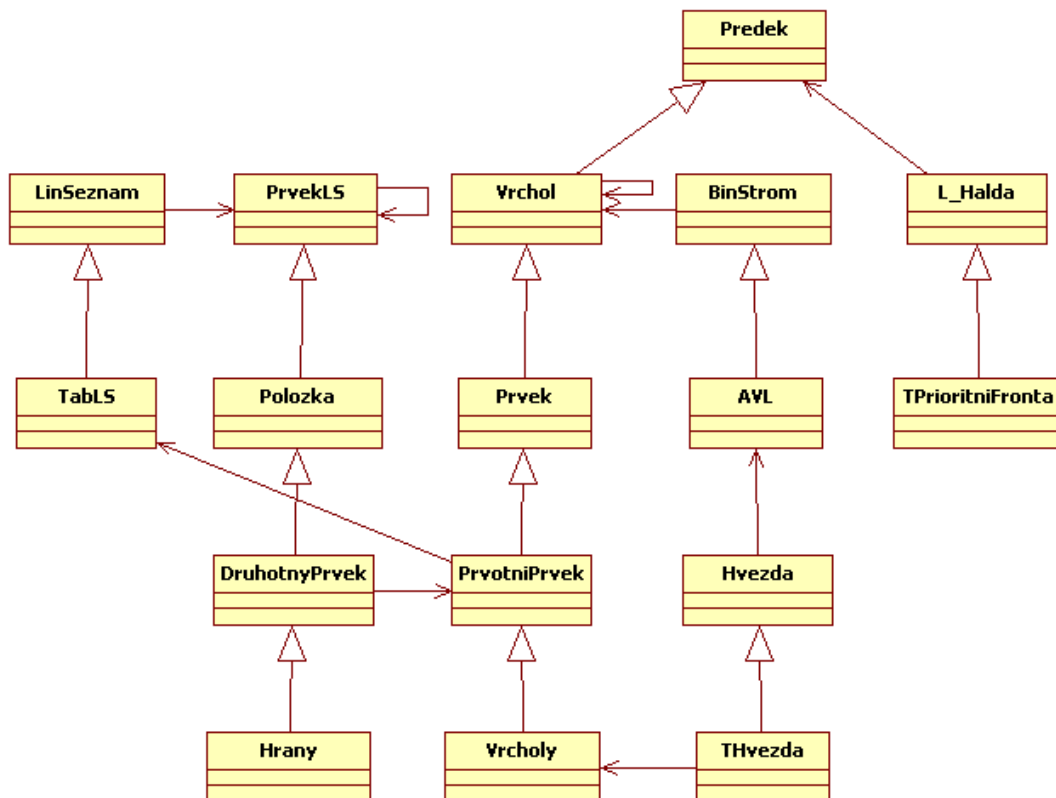 Predek
LinSeznam
PrvekLS
Vrchol
BinStrom
L_Halda
TabLS
Polozka
Prvek
AVL
TPrioritniFronta
DruhotnyPrvek
PrvotniPrvek
Hvezda
Hrany
Vrcholy
THvezda